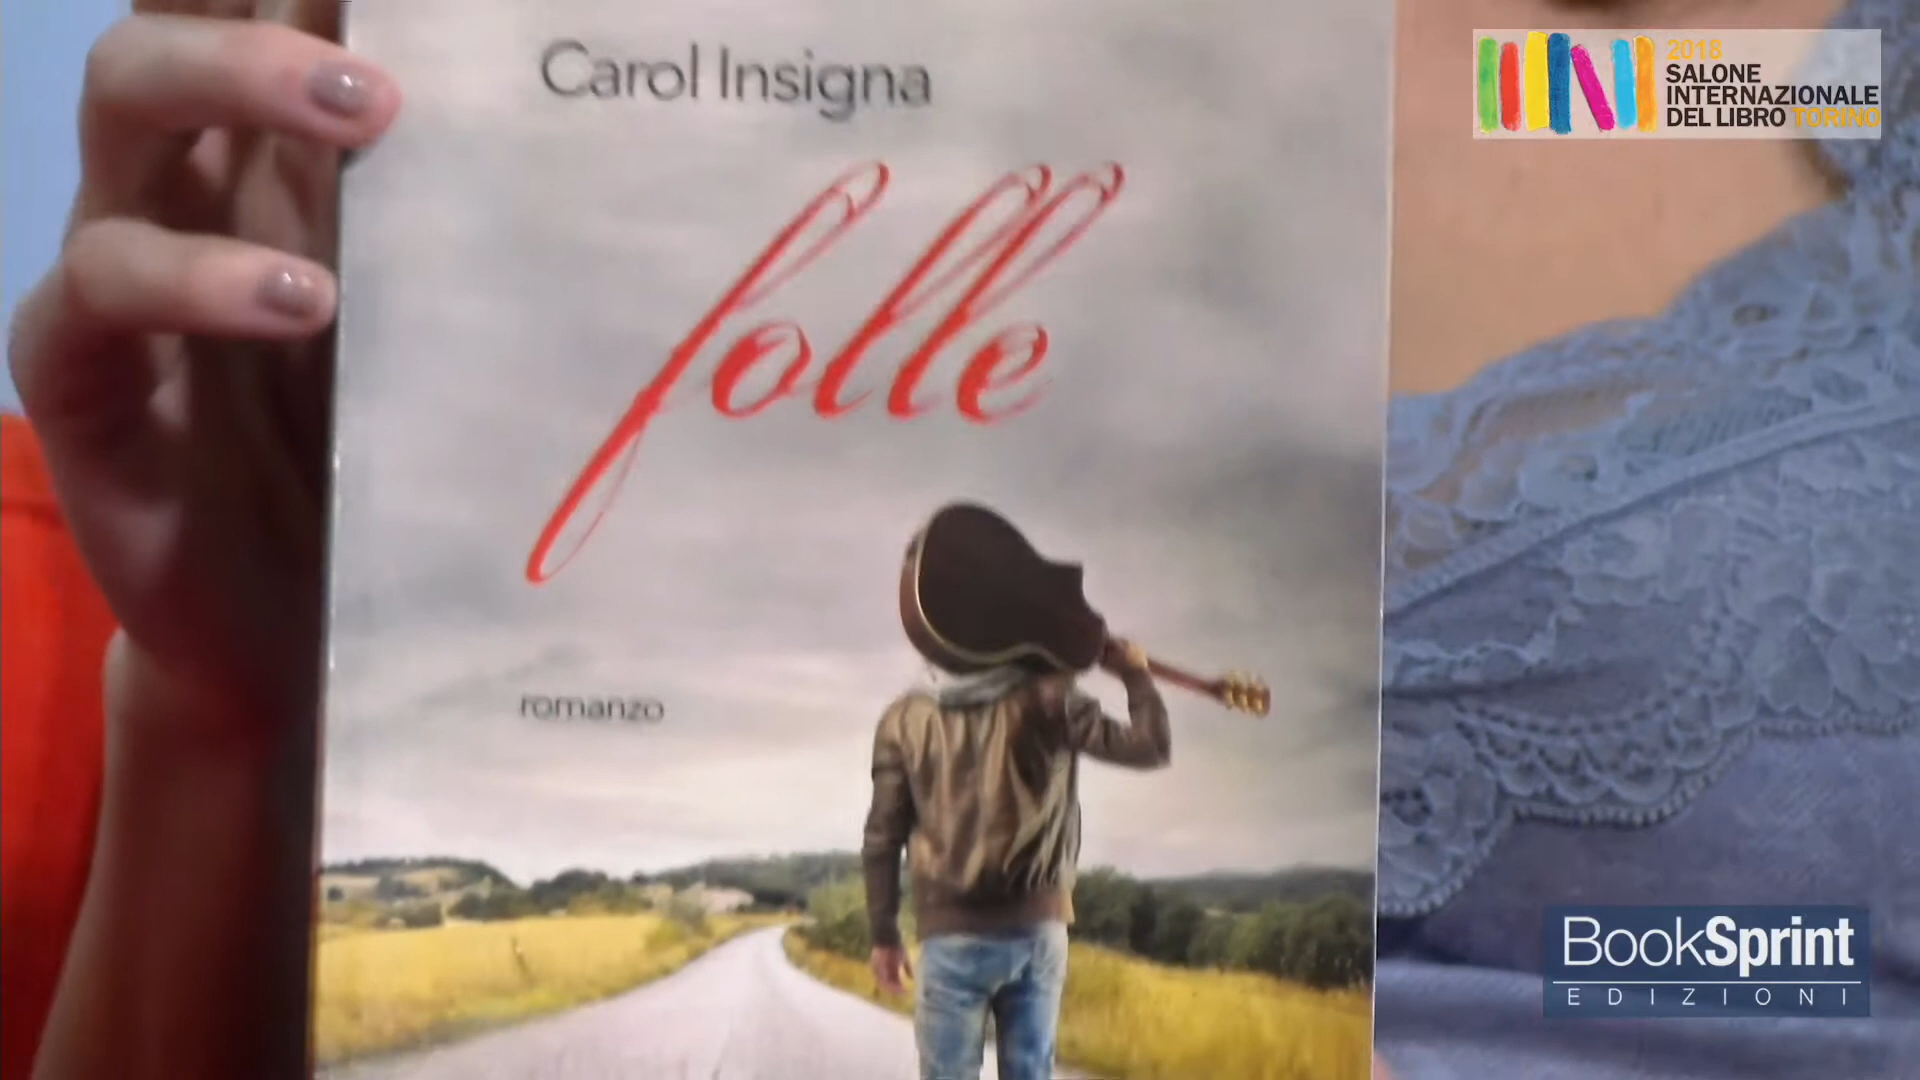 Carol Insigna
folle
romanzo
2018
SALONE
INTERNAZIONALE
DEL LIBRO TORINO
BookSprint
EDIZIONI